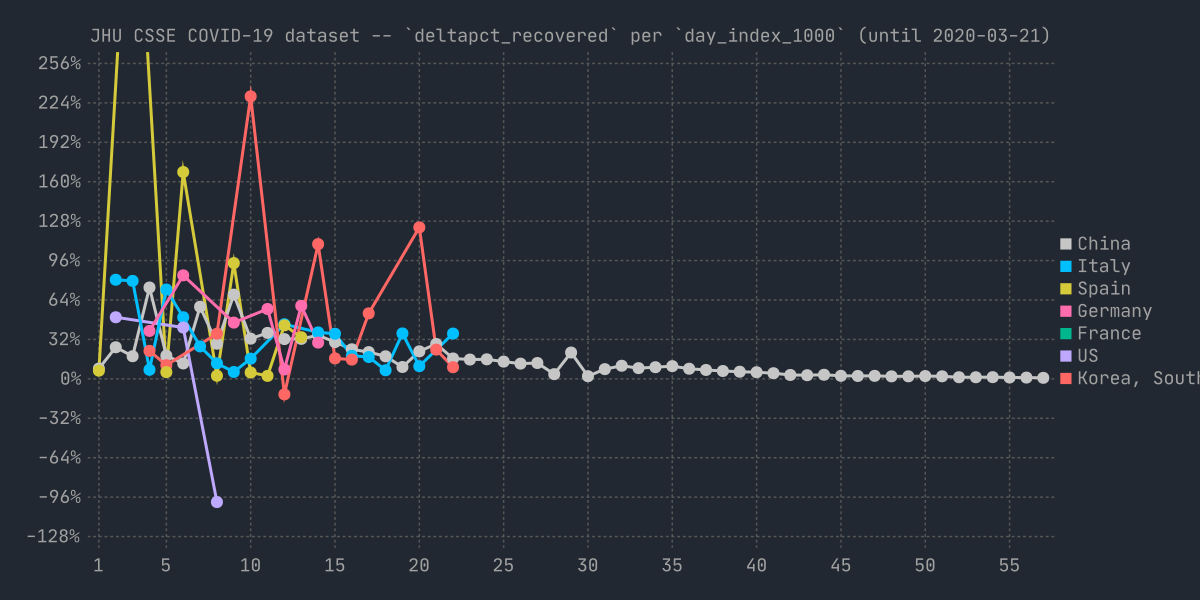 JHU CSSE COVID-19 dataset -- `deltapct_recovered` per `day_index_1000` (until 2020-03-21)
256%
224%
192%
160%
128%
96%
64%
32%
0%
-32%
-64%
-96%
-128%
1 5 10 15 20 25 30 35 40 45 50 55
China
Italy
Spain
Germany
France
US
Korea, South